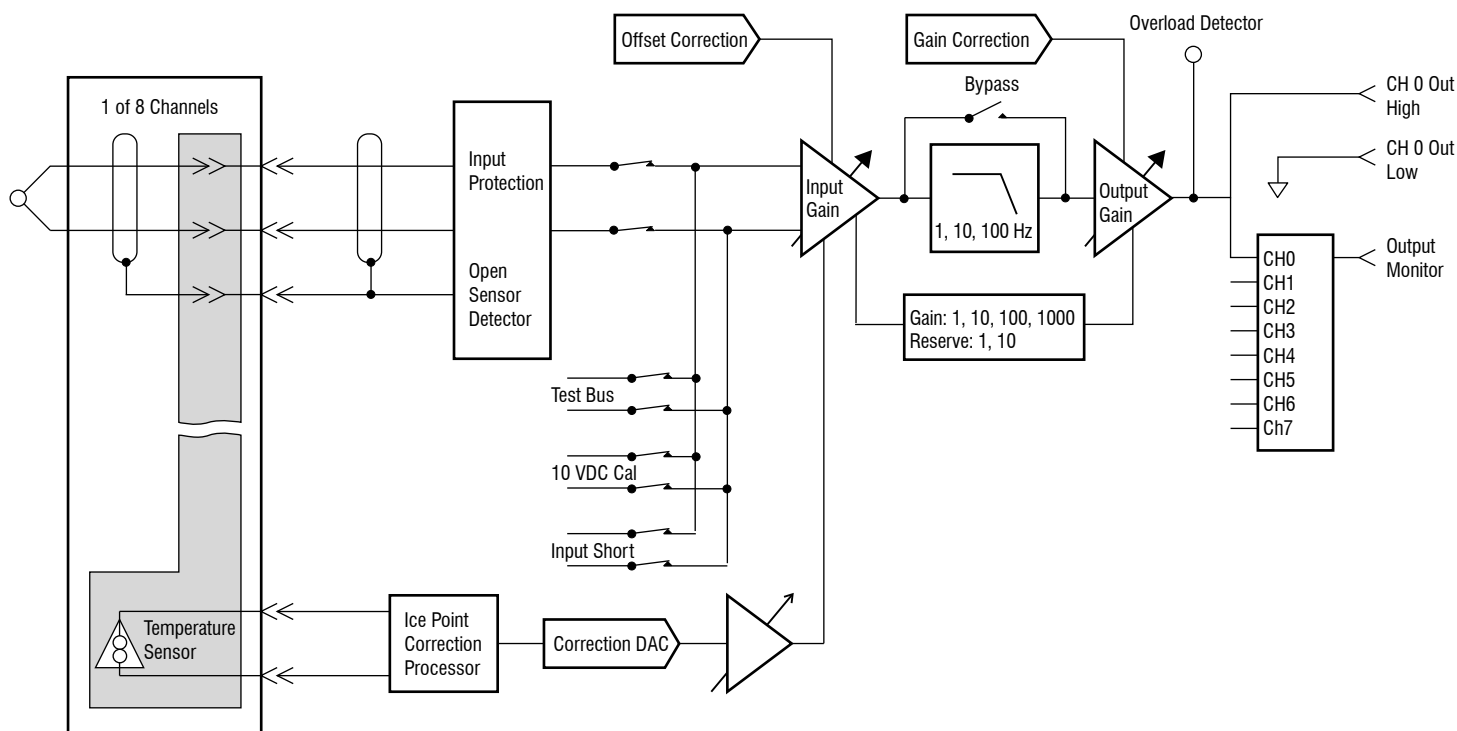 Offset Correction
Gain Correction
Overload Detector
1 of 8 Channels
Bypass
CH 0 Out
High
CH 0 Out
Low
Input
Protection
Open
Sensor
Detector
Input
Gain
1, 10, 100 Hz
Output
Gain
Gain: 1, 10, 100, 1000
Reserve: 1, 10
CH0
CH1
CH2
CH3
CH4
CH5
CH6
Ch7
Output
Monitor
Test Bus
10 VDC Cal
Input Short
Temperature
Sensor
Ice Point
Correction
Processor
Correction DAC